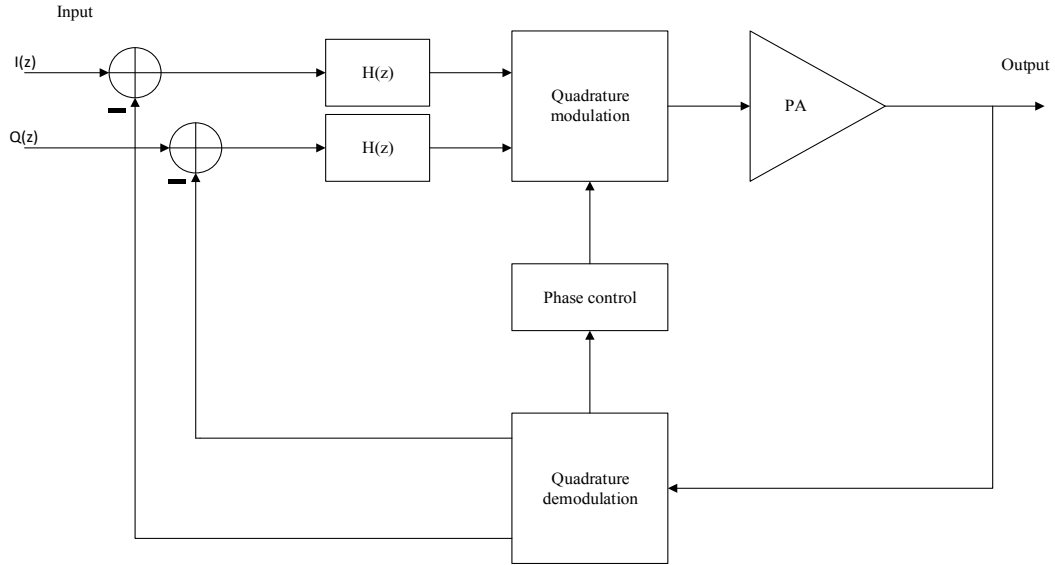 Input
I(z)
H(z)
Quadrature
modulation
PA
Output
Q(z)
H(z)
Phase control
Quadrature
demodulation